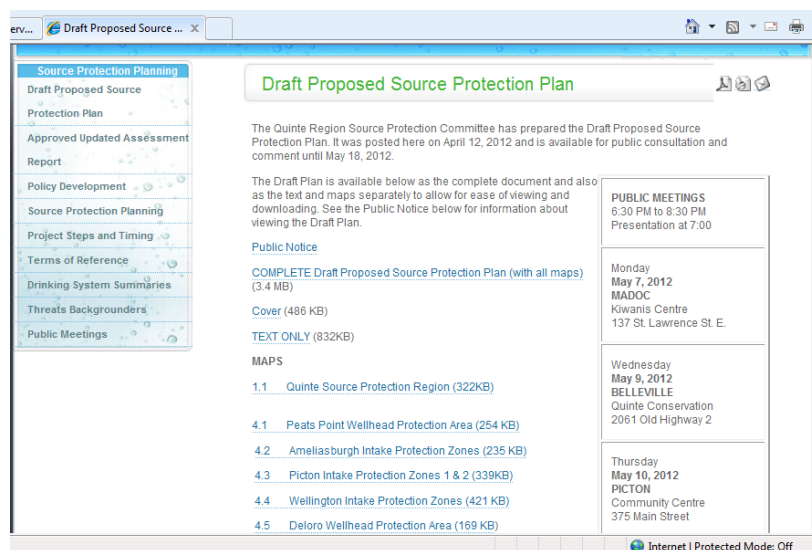 erv...
Draft Proposed Source ... X
Source Protection Planning
Draft Proposed Source
Protection Plan
Approved Updated Assessment
Report
Policy Development
Source Protection Planning
Project Steps and Timing
Terms of Reference
Drinking System Summaries
Threats Backgrounders
Public Meetings
Draft Proposed Source Protection Plan
The Quinte Region Source Protection Committee has prepared the Draft Proposed Source
Protection Plan. It was posted here on April 12, 2012 and is available for public consultation and
comment until May 18, 2012.
The Draft Plan is available below as the complete document and also
as the text and maps separately to allow for ease of viewing and
downloading. See the Public Notice below for information about
viewing the Draft Plan.
Public Notice
COMPLETE Draft Proposed Source Protection Plan (with all maps)
(3.4 MB)
Cover (486 KB)
TEXT ONLY (832KB)
MAPS
1.1 Quinte Source Protection Region (322KB)
4.1 Peats Point Wellhead Protection Area (254 KB)
4.2 Ameliasburgh Intake Protection Zones (235 KB)
4.3 Picton Intake Protection Zones 1 & 2 (339KB)
4.4 Wellington Intake Protection Zones (421 KB)
4.5 Deloro Wellhead Protection Area (169 KB)
PUBLIC MEETINGS
6:30 PM to 8:30 PM
Presentation at 7:00
Monday
May 7, 2012
MADOC
Kiwanis Centre
137 St. Lawrence St. E.
Wednesday
May 9, 2012
BELLEVILLE
Quinte Conservation
2061 Old Highway 2
Thursday
May 10, 2012
PICTON
Community Centre
375 Main Street
Internet | Protected Mode: Off